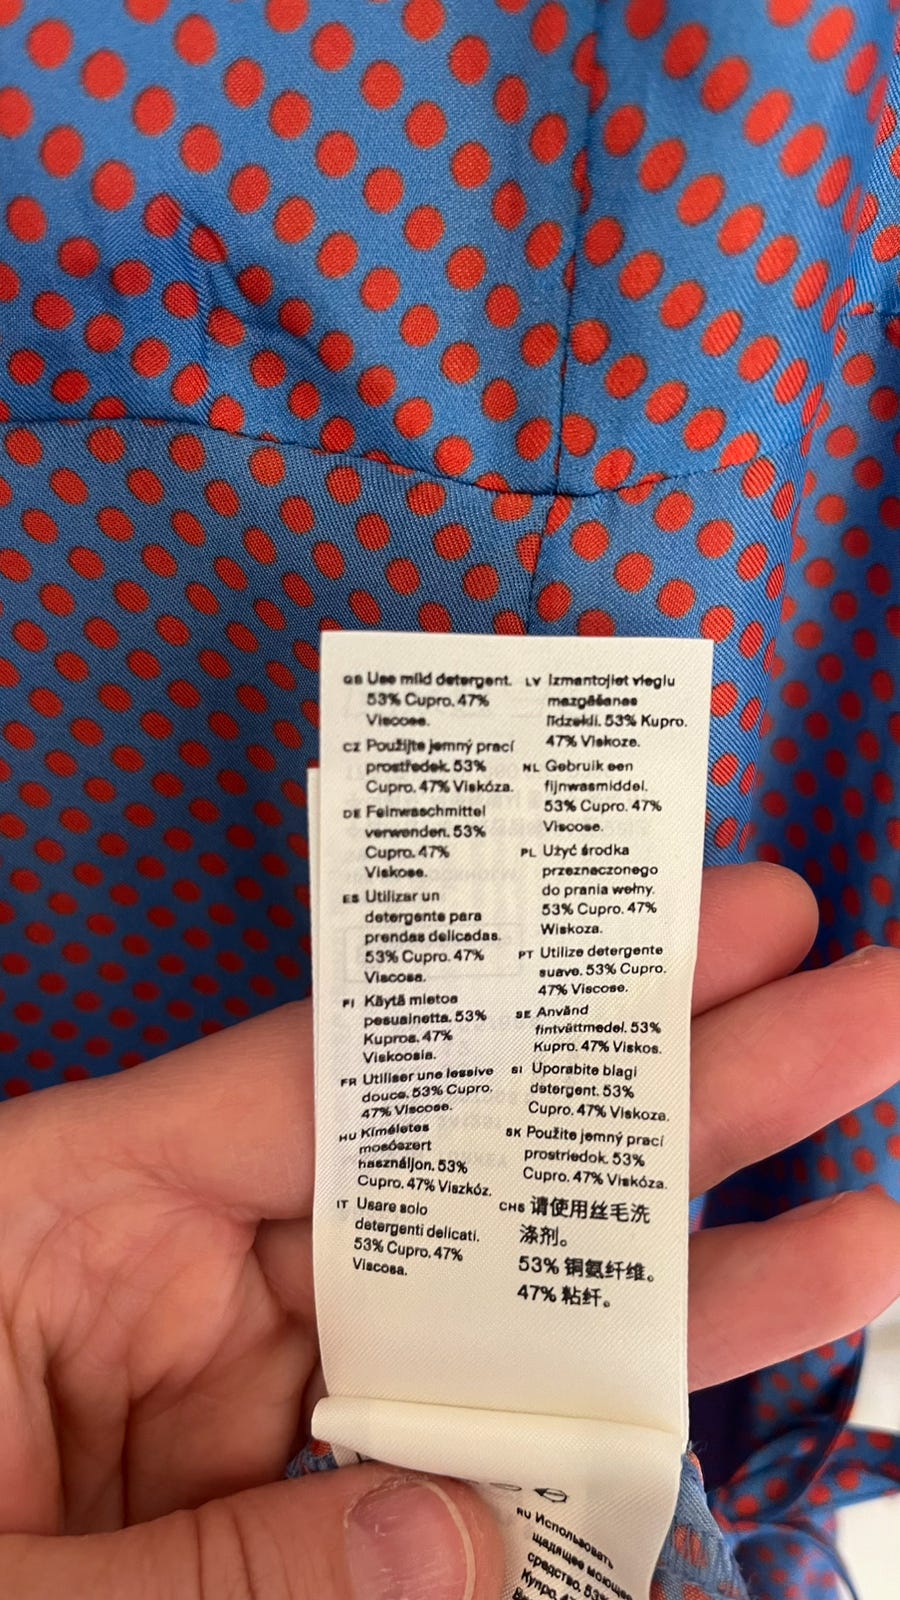 GB Use mild detergent.
53% Cupro. 47%
Viscose.
CZ Použijte jemný prací
prostředek. 53%
Cupro. 47% Viskóza.
DE Feinwaschmittel
verwenden. 53%
Cupro. 47%
Viskose.
ES Utilizar un
detergente para
prendas delicadas.
53% Cupro. 47%
Viscosa.
FI Käytä mietoa
pesuainetta. 53%
Kuproa. 47%
Viskoosia.
FR Utiliser une lessive
douce. 53% Cupro.
47% Viscose.
HU Kíméletes
mosószert
használjon. 53%
Cupro. 47% Viszkóz.
IT Usare solo
detergenti delicati.
53% Cupro. 47%
Viscosa.
LV Izmantojiet vieglu
mazgāšanas
līdzekli. 53% Kupro.
47% Viskoze.
NL Gebruik een
fijnwasmiddel.
53% Cupro. 47%
Viscose.
PL Użyć środka
przeznaczonego
do prania wełny.
53% Cupro. 47%
Wiskoza.
PT Utilize detergente
suave. 53% Cupro.
47% Viscose.
SE Använd
fintvättmedel. 53%
Kupro. 47% Viskos.
SI Uporabite blagi
detergent. 53%
Cupro. 47% Viskoza.
SK Použite jemný prací
prostriedok. 53%
Cupro. 47% Viskóza.
CHS 请使用丝毛洗
涤剂。
53% 铜氨纤维。
47% 粘纤。
RU Использовать
щадящее моющее
средство. 53%
Купро. 47